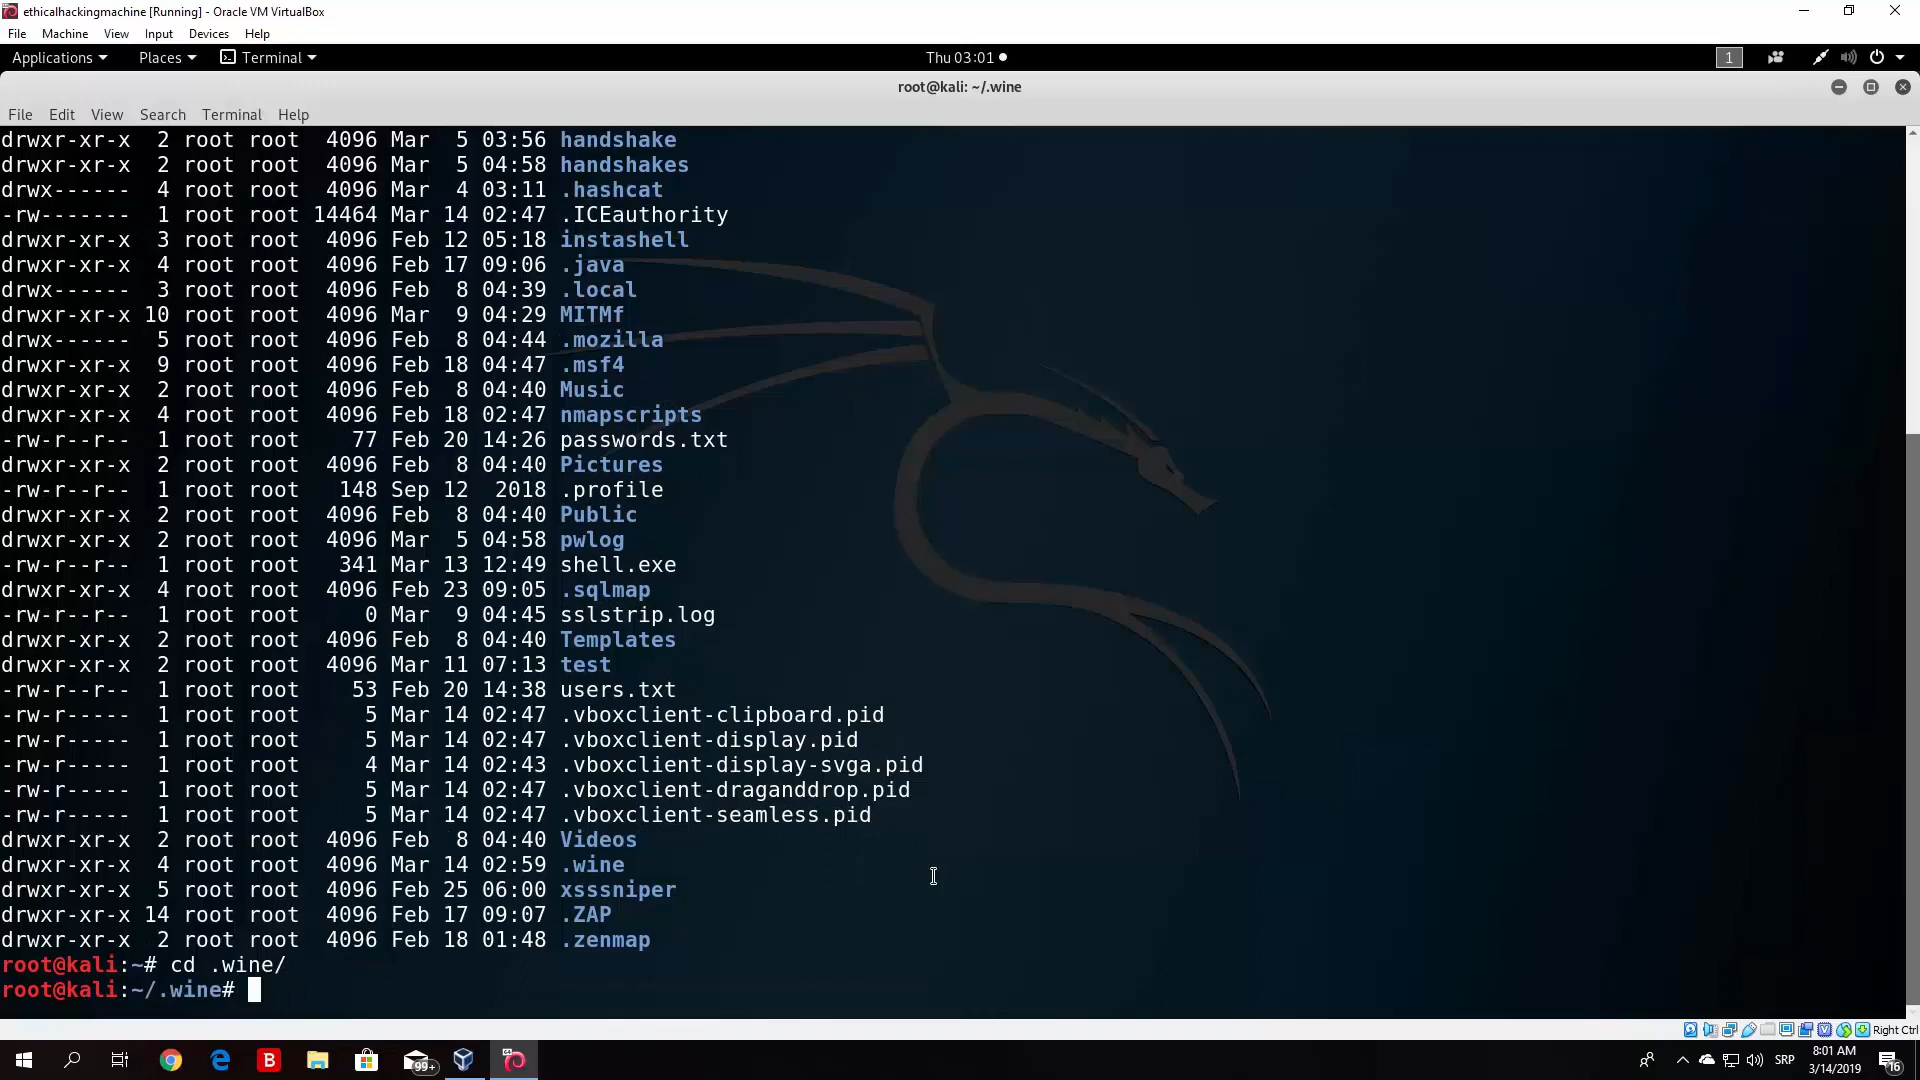 ethicalhackingmachine [Running] - Oracle VM VirtualBox
File Machine View Input Devices Help
Applications Places Terminal Thu 03:01 1
root@kali: ~/.wine
File Edit View Search Terminal Help
drwxr-xr-x  2 root root  4096 Mar  5 03:56 handshake
drwxr-xr-x  2 root root  4096 Mar  5 04:58 handshakes
drwx------  4 root root  4096 Mar  4 03:11 .hashcat
-rw-------  1 root root 14464 Mar 14 02:47 .ICEauthority
drwxr-xr-x  3 root root  4096 Feb 12 05:18 instashell
drwxr-xr-x  4 root root  4096 Feb 17 09:06 .java
drwx------  3 root root  4096 Feb  8 04:39 .local
drwxr-xr-x 10 root root  4096 Mar  9 04:29 MITMf
drwx------  5 root root  4096 Feb  8 04:44 .mozilla
drwxr-xr-x  9 root root  4096 Feb 18 04:47 .msf4
drwxr-xr-x  2 root root  4096 Feb  8 04:40 Music
drwxr-xr-x  4 root root  4096 Feb 18 02:47 nmapscripts
-rw-r--r--  1 root root    77 Feb 20 14:26 passwords.txt
drwxr-xr-x  2 root root  4096 Feb  8 04:40 Pictures
-rw-r--r--  1 root root   148 Sep 12  2018 .profile
drwxr-xr-x  2 root root  4096 Feb  8 04:40 Public
drwxr-xr-x  2 root root  4096 Mar  5 04:58 pwlog
-rw-r--r--  1 root root   341 Mar 13 12:49 shell.exe
drwxr-xr-x  4 root root  4096 Feb 23 09:05 .sqlmap
-rw-r--r--  1 root root     0 Mar  9 04:45 sslstrip.log
drwxr-xr-x  2 root root  4096 Feb  8 04:40 Templates
drwxr-xr-x  2 root root  4096 Mar 11 07:13 test
-rw-r--r--  1 root root    53 Feb 20 14:38 users.txt
-rw-r-----  1 root root     5 Mar 14 02:47 .vboxclient-clipboard.pid
-rw-r-----  1 root root     5 Mar 14 02:47 .vboxclient-display.pid
-rw-r-----  1 root root     4 Mar 14 02:43 .vboxclient-display-svga.pid
-rw-r-----  1 root root     5 Mar 14 02:47 .vboxclient-draganddrop.pid
-rw-r-----  1 root root     5 Mar 14 02:47 .vboxclient-seamless.pid
drwxr-xr-x  2 root root  4096 Feb  8 04:40 Videos
drwxr-xr-x  4 root root  4096 Mar 14 02:59 .wine
drwxr-xr-x  5 root root  4096 Feb 25 06:00 xsssniper
drwxr-xr-x 14 root root  4096 Feb 17 09:07 .ZAP
drwxr-xr-x  2 root root  4096 Feb 18 01:48 .zenmap
root@kali:~# cd .wine/
root@kali:~/.wine#
Right Ctrl
B 99+ SRP 8:01 AM 16
3/14/2019